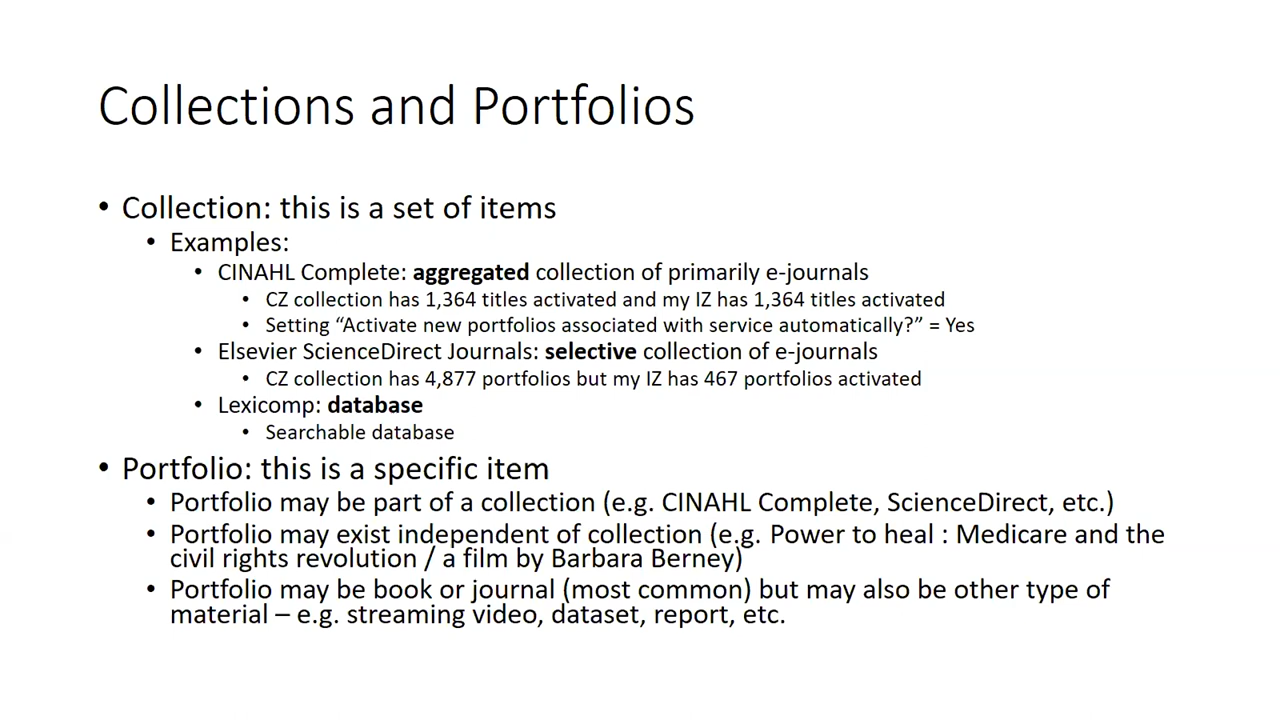 Collections and Portfolios
• Collection: this is a set of items
• Examples:
• CINAHL Complete: aggregated collection of primarily e-journals
• CZ collection has 1,364 titles activated and my IZ has 1,364 titles activated
• Setting “Activate new portfolios associated with service automatically?” = Yes
• Elsevier ScienceDirect Journals: selective collection of e-journals
• CZ collection has 4,877 portfolios but my IZ has 467 portfolios activated
• Lexicomp: database
• Searchable database
• Portfolio: this is a specific item
• Portfolio may be part of a collection (e.g. CINAHL Complete, ScienceDirect, etc.)
• Portfolio may exist independent of collection (e.g. Power to heal : Medicare and the
civil rights revolution / a film by Barbara Berney)
• Portfolio may be book or journal (most common) but may also be other type of
material – e.g. streaming video, dataset, report, etc.